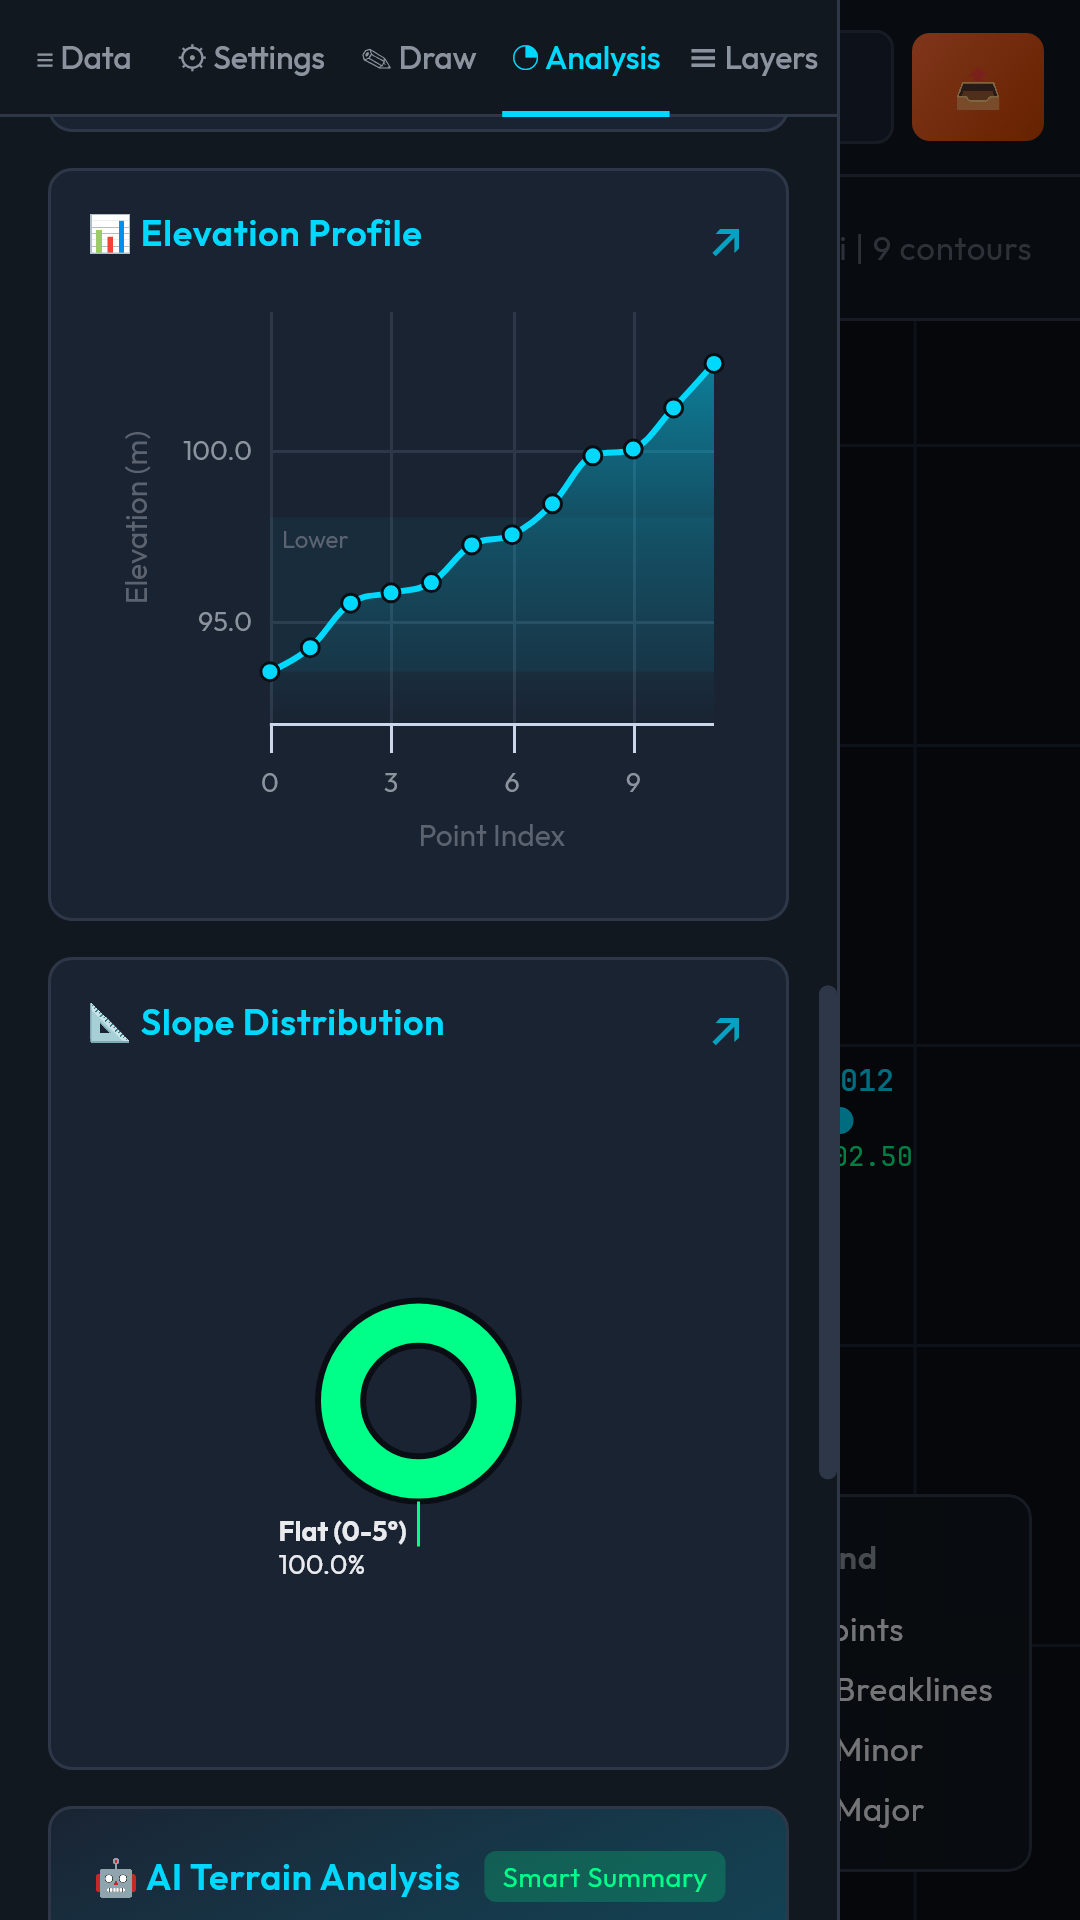 Data Settings Draw Analysis Layers
Elevation Profile
| 9 contours
Elevation (m)
100.0
Lower
95.0
0 3 6 9
Point Index
Slope Distribution
012
02.50
Flat (0-5°)
100.0%
Breaklines
Minor
Major
AI Terrain Analysis Smart Summary